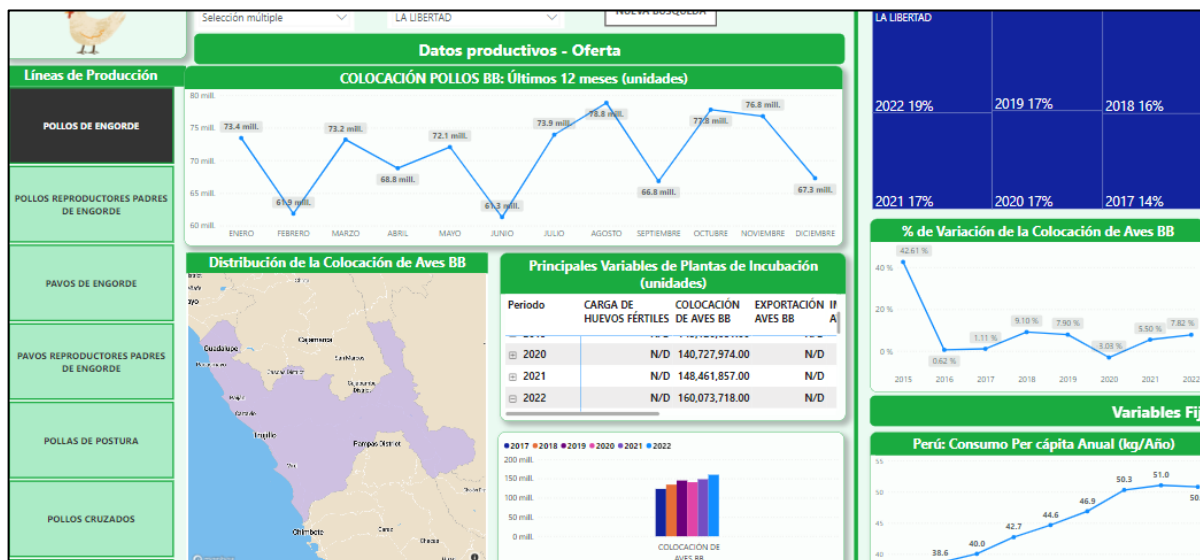 Selección múltiple
LA LIBERTAD
NUEVA BÚSQUEDA
Datos productivos - Oferta
Líneas de Producción
POLLOS DE ENGORDE
POLLOS REPRODUCTORES PADRES
DE ENGORDE
PAVOS DE ENGORDE
PAVOS REPRODUCTORES PADRES
DE ENGORDE
POLLAS DE POSTURA
POLLOS CRUZADOS
COLOCACIÓN POLLOS BB: Últimos 12 meses (unidades)
80 mill.
75 mill.
70 mill.
65 mill.
60 mill.
73.4 mill.
61.9 mill.
73.2 mill.
68.8 mill.
72.1 mill.
61.3 mill.
73.9 mill.
78.8 mill.
66.8 mill.
77.8 mill.
76.8 mill.
67.3 mill.
ENERO FEBRERO MARZO ABRIL MAYO JUNIO JULIO AGOSTO SEPTIEMBRE OCTUBRE NOVIEMBRE DICIEMBRE
Distribución de la Colocación de Aves BB
Cajamarca
Guadalupe
San Marcos
Trujillo
Pampas District
Virú
Chimbote
Caraz
Principales Variables de Plantas de Incubación
(unidades)
Periodo CARGA DE HUEVOS FÉRTILES COLOCACIÓN DE AVES BB EXPORTACIÓN AVES BB
2020 N/D 140,727,974.00 N/D
2021 N/D 148,461,857.00 N/D
2022 N/D 160,073,718.00 N/D
2017 2018 2019 2020 2021 2022
200 mill.
150 mill.
100 mill.
50 mill.
0 mill.
COLOCACIÓN DE
AVES BB
LA LIBERTAD
2022 19%
2019 17%
2018 16%
2021 17%
2020 17%
2017 14%
% de Variación de la Colocación de Aves BB
40 %
20 %
0 %
42.61 %
0.62 %
1.11 %
9.10 %
7.90 %
3.03 %
5.50 %
7.82 %
2015 2016 2017 2018 2019 2020 2021 2022
Variables Fij
Perú: Consumo Per cápita Anual (kg/Año)
55
50
45
40
38.6
40.0
42.7
44.6
46.9
50.3
51.0
50.